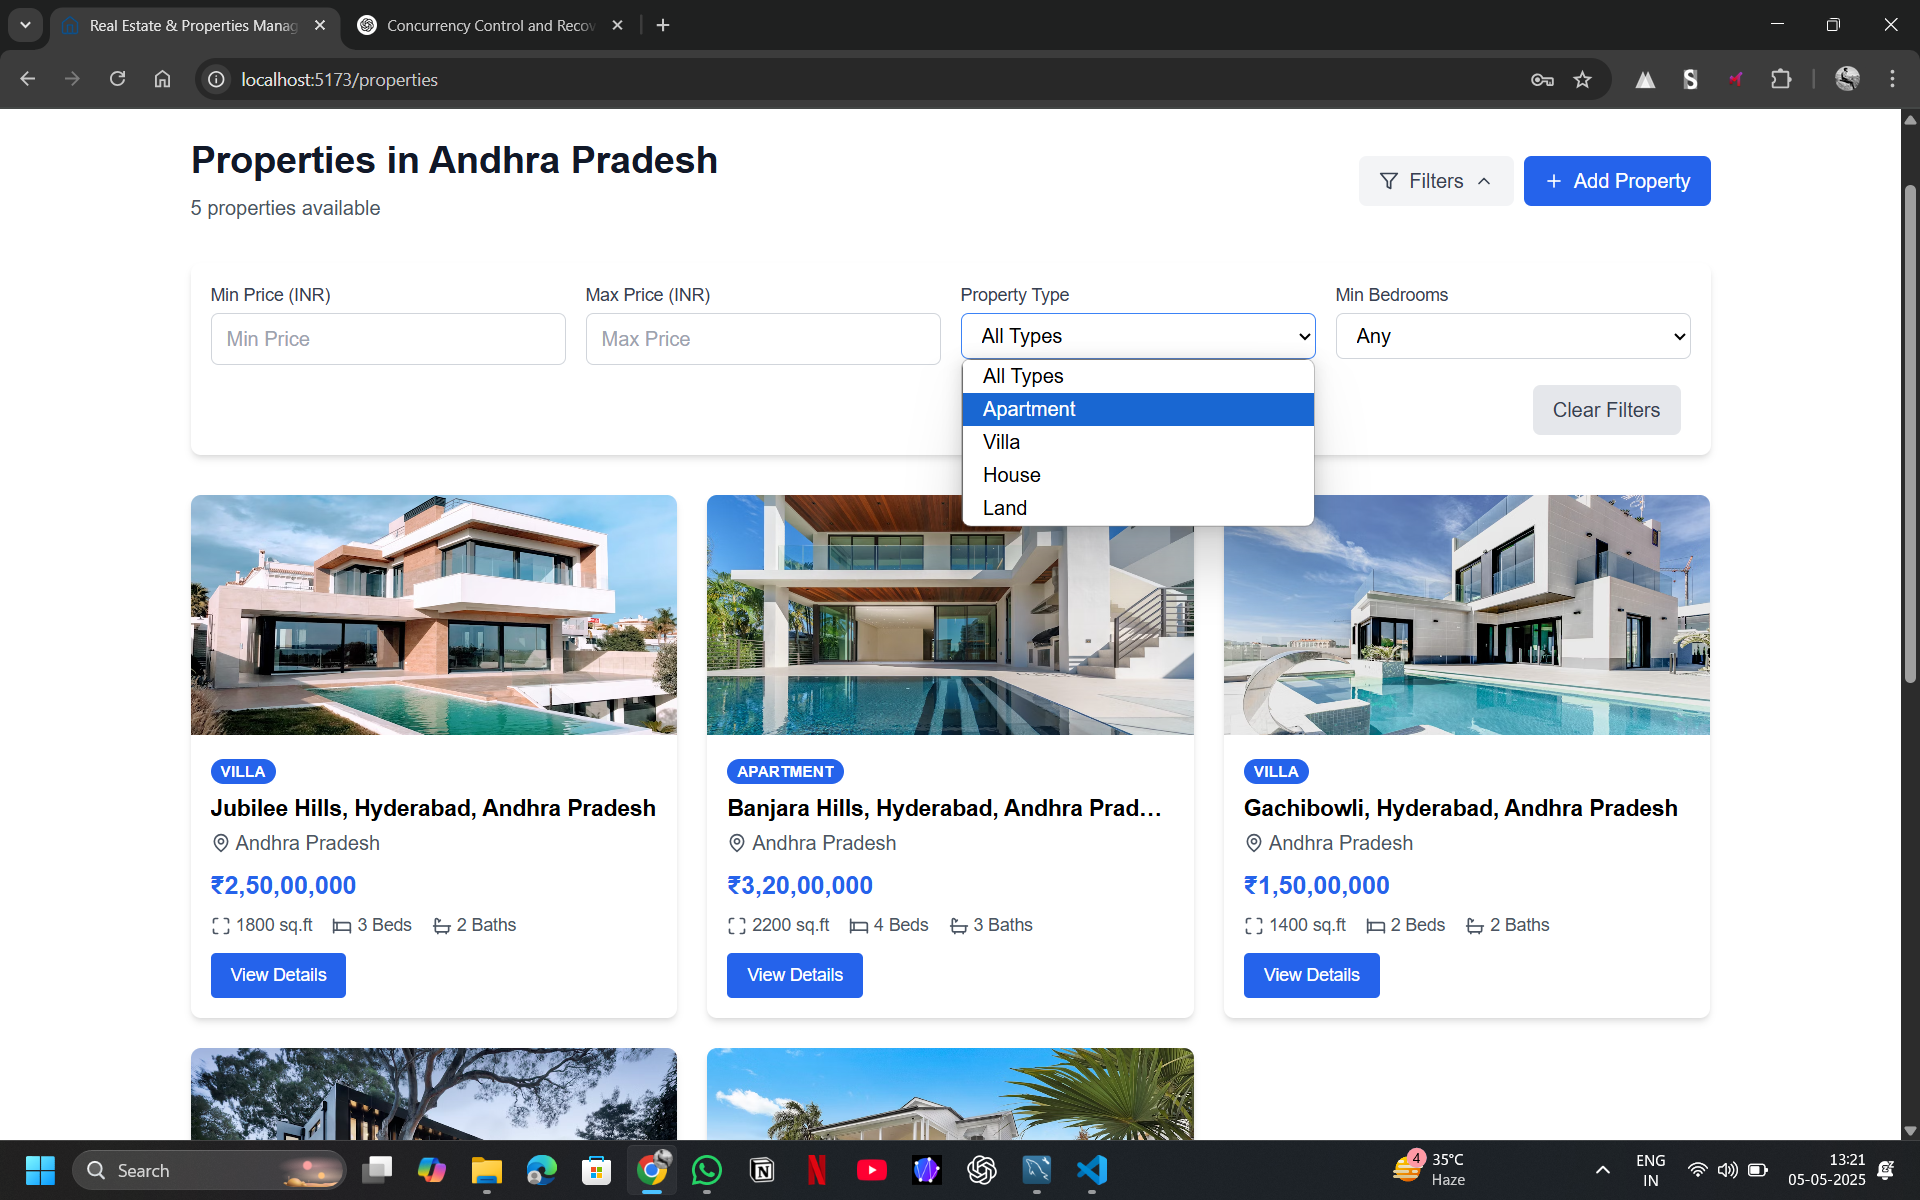 Real Estate & Properties Manag
Concurrency Control and Recov
localhost:5173/properties
Properties in Andhra Pradesh
5 properties available
Filters
+ Add Property
Min Price (INR)
Max Price (INR)
Property Type
Min Bedrooms
Min Price
Max Price
All Types
Any
All Types
Apartment
Villa
House
Land
Clear Filters
VILLA
Jubilee Hills, Hyderabad, Andhra Pradesh
Andhra Pradesh
₹2,50,00,000
1800 sq.ft 3 Beds 2 Baths
View Details
APARTMENT
Banjara Hills, Hyderabad, Andhra Prad...
Andhra Pradesh
₹3,20,00,000
2200 sq.ft 4 Beds 3 Baths
View Details
VILLA
Gachibowli, Hyderabad, Andhra Pradesh
Andhra Pradesh
₹1,50,00,000
1400 sq.ft 2 Beds 2 Baths
View Details
Search
4
35°C
Haze
ENG
IN
13:21
05-05-2025